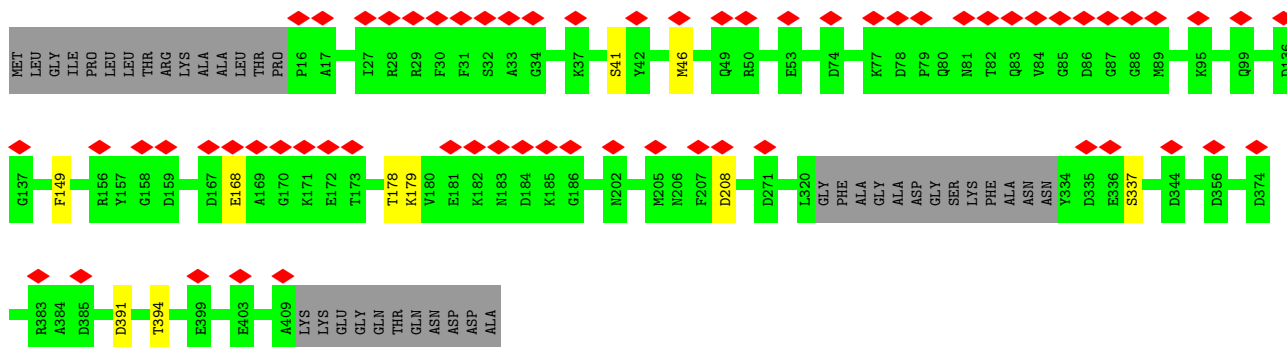 MET LEU GLY ILE PRO LEU LEU THR ARG LYS ALA ALA LEU THR PRO P16 A17 I27 R28 R29 F30 F31 S32 A33 G34 K37 S41 Y42 M46 Q49 R50 E53 D74 K77 D78 P79 Q80 N81 T82 Q83 V84 G85 D86 G87 G88 M89 K95 Q99
G137 F149 R156 Y157 G158 D159 D167 E168 A169 G170 K171 E172 T173 T178 K179 V180 E181 K182 N183 D184 K185 G186 N202 M205 N206 F207 D208 D271 L320 GLY PHE ALA GLY ALA ASP GLY SER LYS PHE ALA ASN ASN Y334 D335 E336 S337 D344 D356 D374
R383 A384 D385 D391 T394 E399 E403 A409 LYS LYS GLU GLY GLN THR GLN ASN ASP ASP ALA